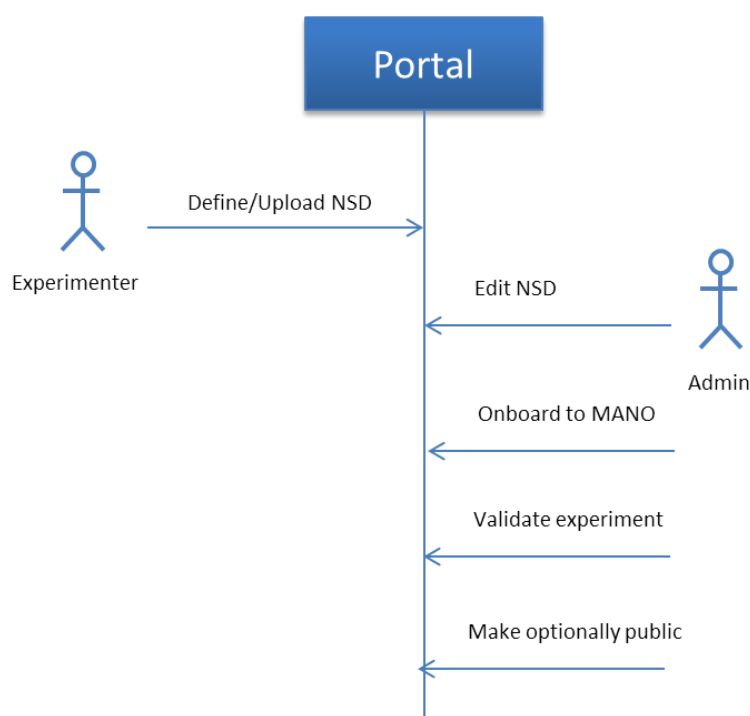 Portal
Define/Upload NSD
Experimenter
Edit NSD
Admin
Onboard to MANO
Validate experiment
Make optionally public